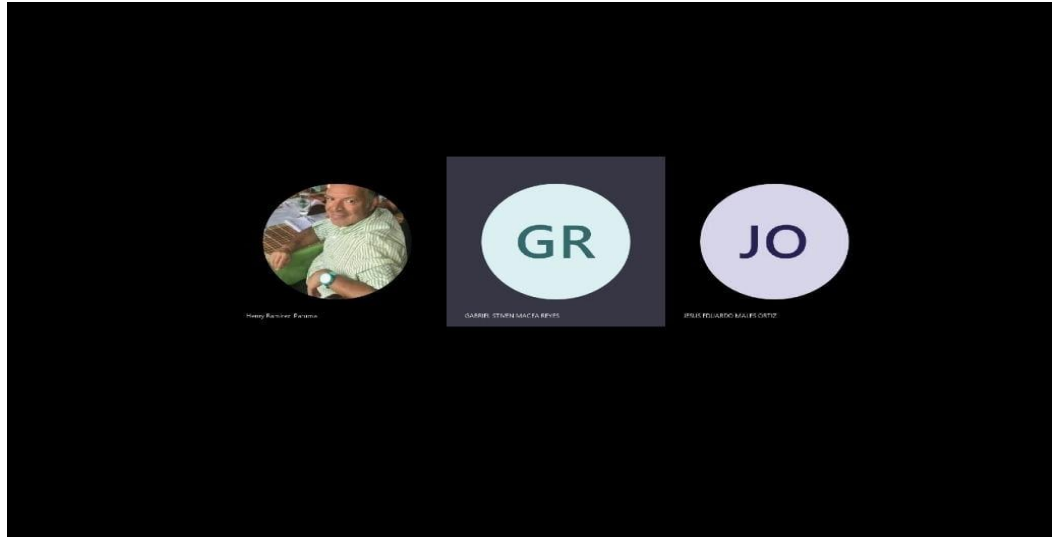 GR
JO
Henry Ramirez
GABRIEL STIVEN MACEA REYES
JESUS EDUARDO MALES ORTIZ